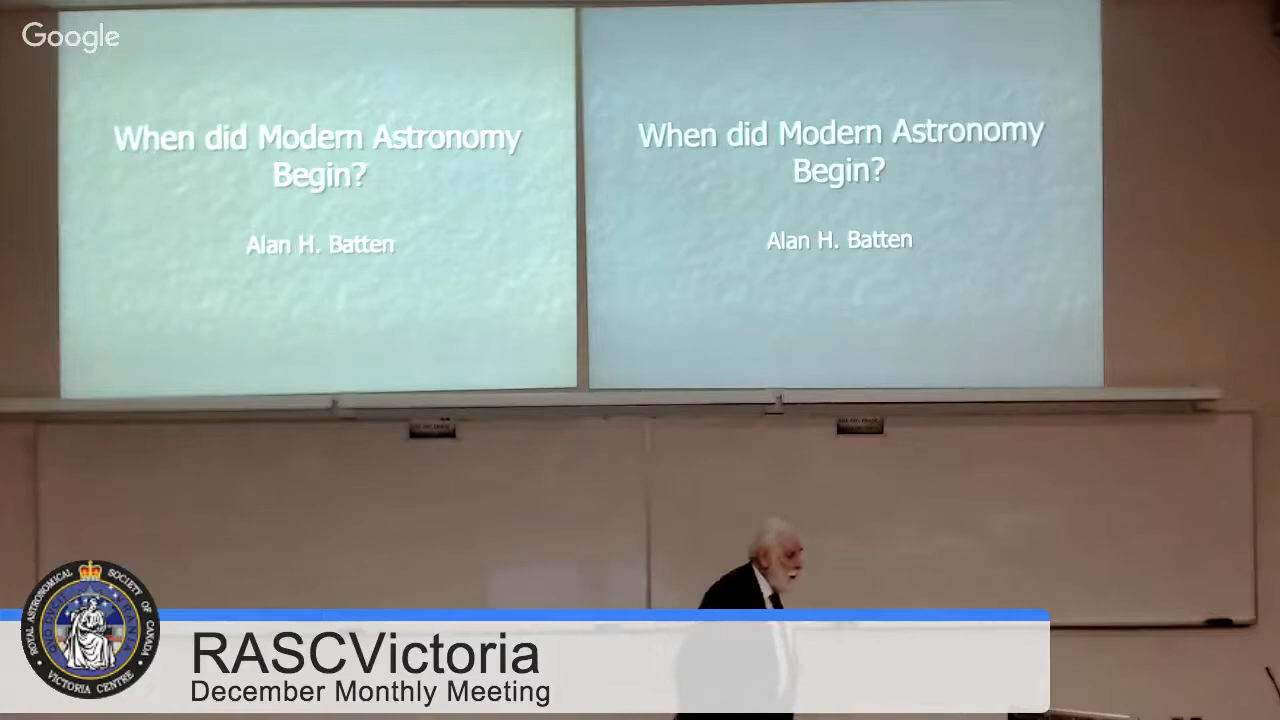 Google
When did Modern Astronomy
Begin?
Alan H. Batten
When did Modern Astronomy
Begin?
Alan H. Batten
ROYAL ASTRONOMICAL SOCIETY OF CANADA
VICTORIA CENTRE
RASCVictoria
December Monthly Meeting